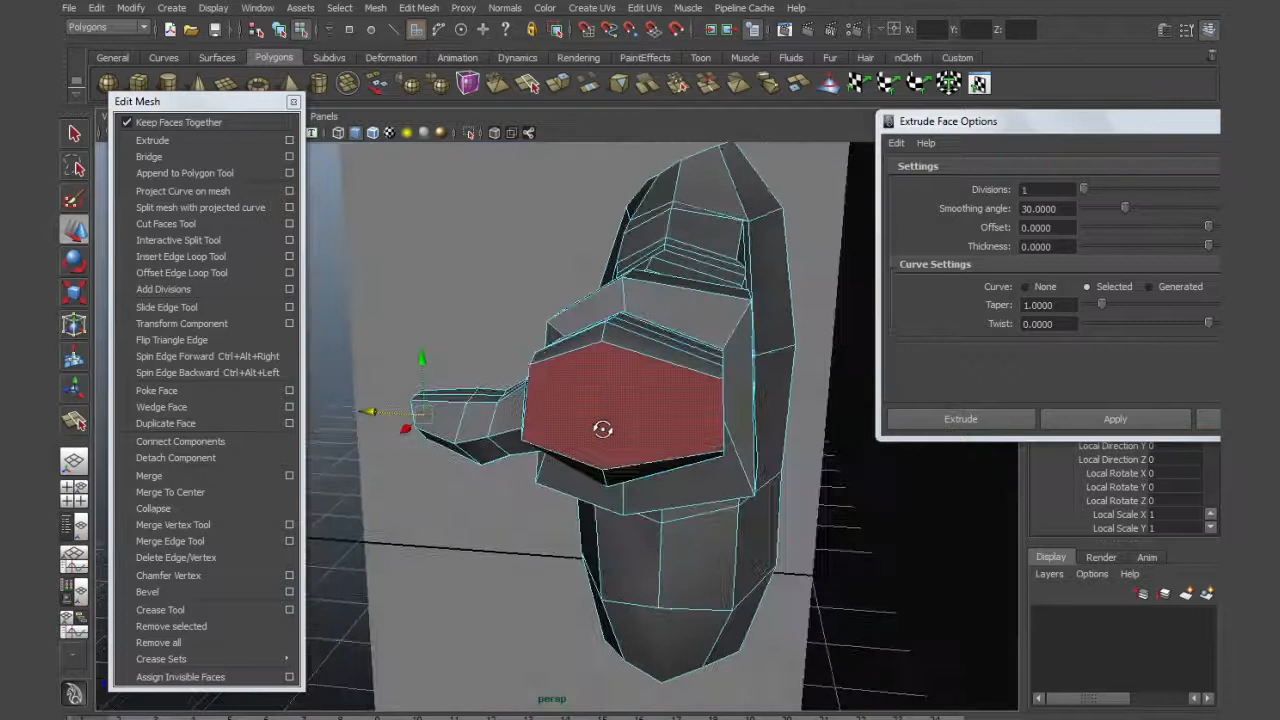 File Edit Modify Create Display Window Assets Select Mesh Edit Mesh Proxy Normals Color Create UVs Edit UVs Muscle Pipeline Cache Help
Polygons X: Y: Z:
General Curves Surfaces Polygons Subdivs Deformation Animation Dynamics Rendering PaintEffects Toon Muscle Fluids Fur Hair nCloth Custom
Edit Mesh
Panels
Keep Faces Together
Extrude
Bridge
Append to Polygon Tool
Project Curve on mesh
Split mesh with projected curve
Cut Faces Tool
Interactive Split Tool
Insert Edge Loop Tool
Offset Edge Loop Tool
Add Divisions
Slide Edge Tool
Transform Component
Flip Triangle Edge
Spin Edge Forward Ctrl+Alt+Right
Spin Edge Backward Ctrl+Alt+Left
Poke Face
Wedge Face
Duplicate Face
Connect Components
Detach Component
Merge
Merge To Center
Collapse
Merge Vertex Tool
Merge Edge Tool
Delete Edge/Vertex
Chamfer Vertex
Bevel
Crease Tool
Remove selected
Remove all
Crease Sets
Assign Invisible Faces
persp
Extrude Face Options
Edit Help
Settings
Divisions: 1
Smoothing angle: 30.0000
Offset: 0.0000
Thickness: 0.0000
Curve Settings
Curve: None Selected Generated
Taper: 1.0000
Twist: 0.0000
Extrude Apply
Local Direction Y 0
Local Direction Z 0
Local Rotate X 0
Local Rotate Y 0
Local Rotate Z 0
Local Scale X 1
Local Scale Y 1
Display Render Anim
Layers Options Help